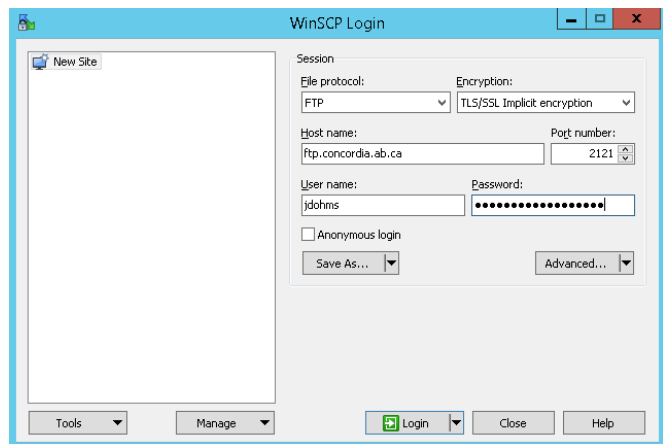 WinSCP Login
New Site
Session
File protocol: Encryption:
FTP TLS/SSL Implicit encryption
Host name: Port number:
ftp.concordia.ab.ca 2121
User name: Password:
jdohms ••••••••••••••••••
Anonymous login
Save As... Advanced...
Tools Manage Login Close Help